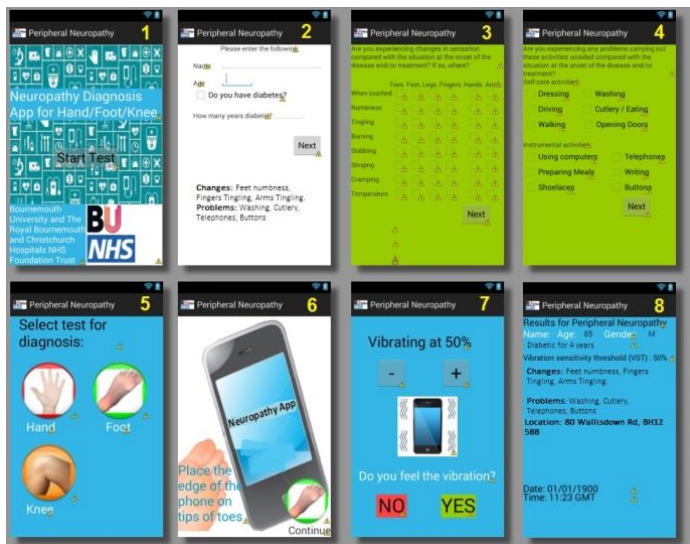 Peripheral Neuropathy 1
Neuropathy Diagnosis
App for Hand/Foot/Knee
Start Test
Bournemouth
University and The
Royal Bournemouth
and Christchurch
Hospitals NHS
Foundation Trust
BU
NHS
Peripheral Neuropathy 2
Please enter the following
Name
Age
Do you have diabetes?
How many years diabetic?
Next
Changes: Feet numbness,
Fingers Tingling, Arms Tingling.
Problems: Washing, Cutlery,
Telephones, Buttons
Peripheral Neuropathy 3
Are you experiencing changes in sensation
compared with the situation at the onset of the
disease and/or treatment? If so, where?
Toes Feet Legs Fingers Hands Arms
When touched
Numbness
Tingling
Burning
Stabbing
Stinging
Cramping
Temperature
Next
Peripheral Neuropathy 4
Are you experiencing any problems carrying out
these activities unaided compared with the
situation at the onset of the disease and/or
treatment?
Self-care activities:
Dressing Washing
Driving Cutlery / Eating
Walking Opening Doors
Instrumental activities:
Using computers Telephones
Preparing Meals Writing
Shoelaces Buttons
Next
Peripheral Neuropathy 5
Select test for
diagnosis:
Hand Foot
Knee
Peripheral Neuropathy 6
Neuropathy App
Place the
edge of the
phone on
tips of toes
Continue
Peripheral Neuropathy 7
Vibrating at 50%
- +
Do you feel the vibration?
NO YES
Peripheral Neuropathy 8
Results for Peripheral Neuropathy
Name: Age: 65 Gender: M
Diabetic for 4 years
Vibration sensitivity threshold (VST) : 50%
Changes: Feet numbness, Fingers
Tingling, Arms Tingling.
Problems: Washing, Cutlery,
Telephones, Buttons
Location: 80 Wallisdown Rd, BH12
5BB
Date: 01/01/1900
Time: 11:23 GMT